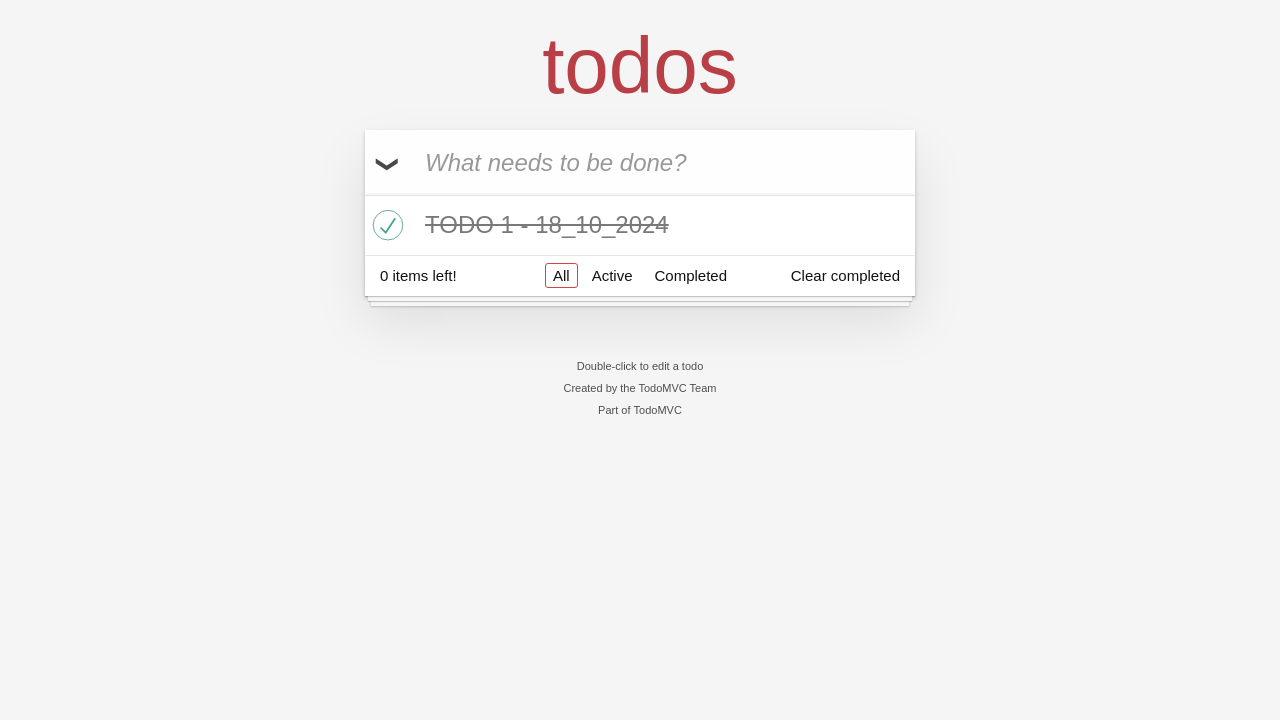 todos
What needs to be done?
TODO 1 - 18_10_2024
0 items left! All Active Completed Clear completed
Double-click to edit a todo
Created by the TodoMVC Team
Part of TodoMVC